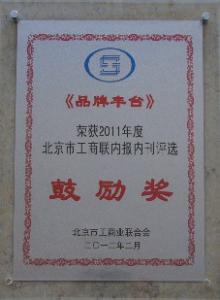 《品牌丰台》
荣获2011年度
北京市工商联内报内刊评选
鼓励奖
北京市工商业联合会
二〇一二年二月